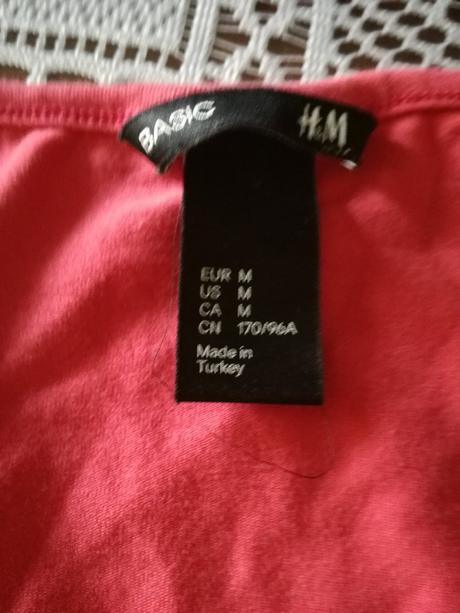 BASIC H&M
EUR M
US M
CA M
CN 170/96A
Made in
Turkey